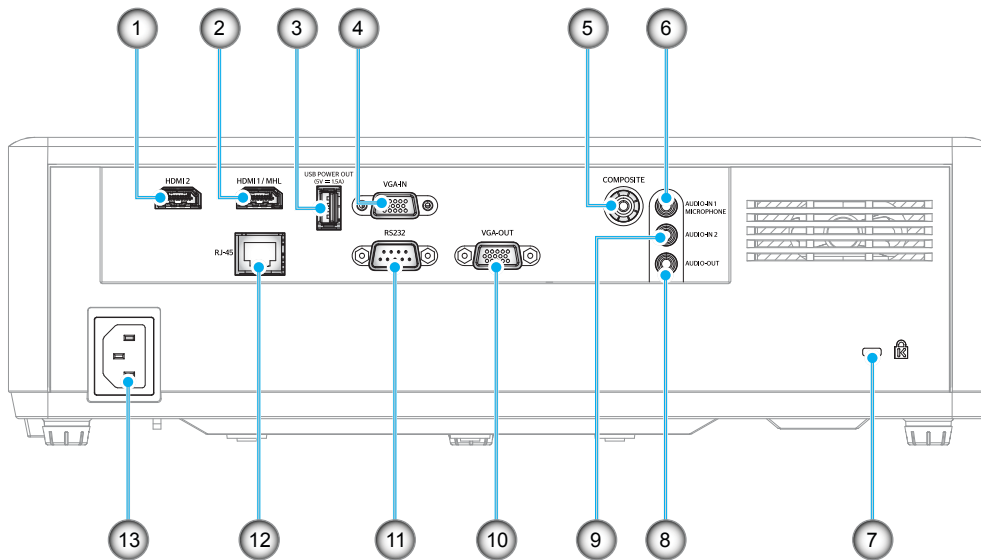 1
2
3
4
5
6
HDMI 2
HDMI 1 / MHL
USB POWER OUT
(5V ⎓ 1.5A)
VGA-IN
COMPOSITE
AUDIO-IN 1
MICROPHONE
AUDIO-IN 2
AUDIO-OUT
RJ-45
RS232
VGA-OUT
K
13
12
11
10
9
8
7